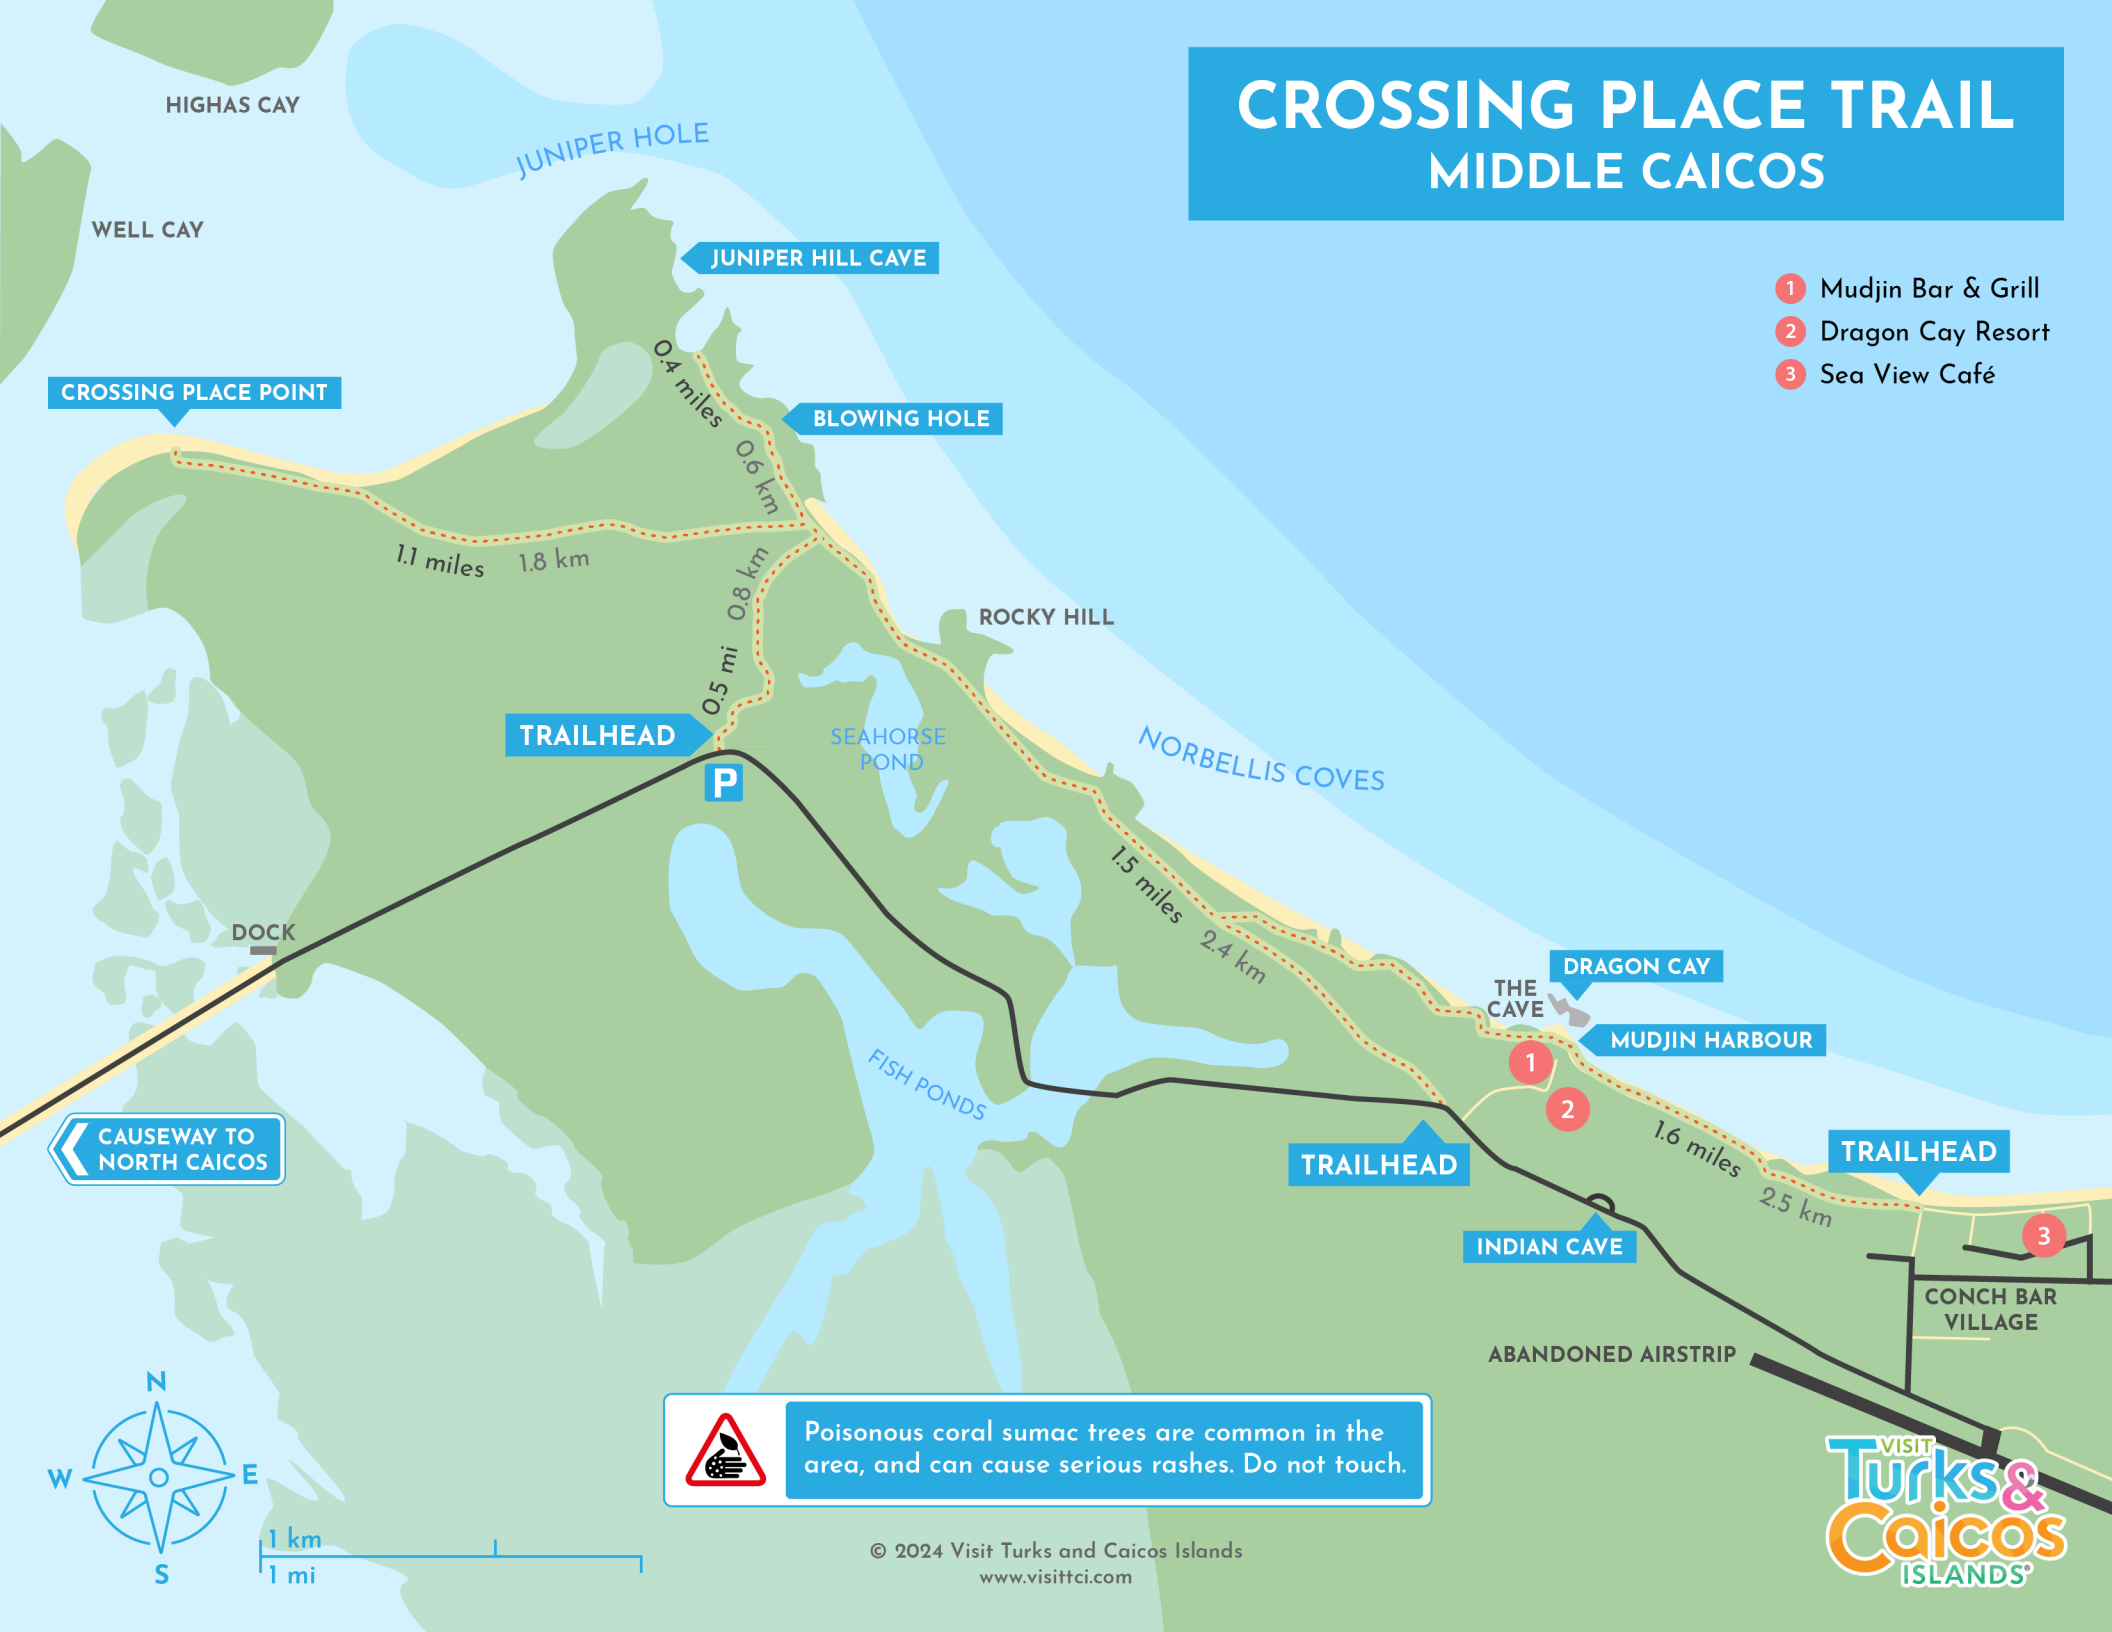 CROSSING PLACE TRAIL
MIDDLE CAICOS
1 Mudjin Bar & Grill
2 Dragon Cay Resort
3 Sea View Café
HIGHAS CAY
WELL CAY
JUNIPER HOLE
JUNIPER HILL CAVE
CROSSING PLACE POINT
BLOWING HOLE
0.4 miles
0.6 km
1.1 miles
1.8 km
0.8 km
0.5 mi
ROCKY HILL
TRAILHEAD
P
SEAHORSE
POND
NORBELLIS COVES
1.5 miles
2.4 km
DOCK
THE
CAVE
DRAGON CAY
MUDJIN HARBOUR
1
2
FISH PONDS
CAUSEWAY TO
NORTH CAICOS
TRAILHEAD
1.6 miles
2.5 km
TRAILHEAD
3
INDIAN CAVE
CONCH BAR
VILLAGE
ABANDONED AIRSTRIP
N
W
E
S
1 km
1 mi
Poisonous coral sumac trees are common in the
area, and can cause serious rashes. Do not touch.
© 2024 Visit Turks and Caicos Islands
www.visittci.com
VISIT
Turks &
Caicos
ISLANDS®